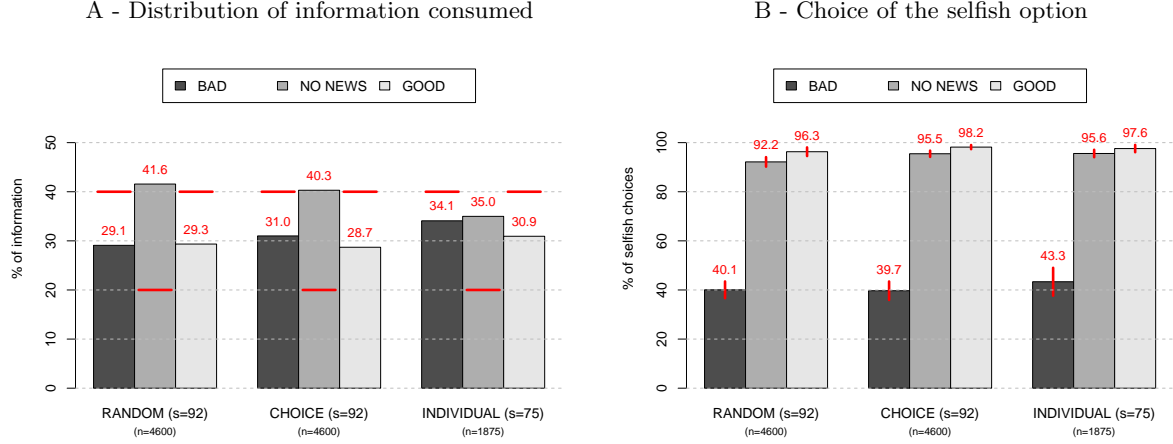 A - Distribution of information consumed
BAD NO NEWS GOOD
% of information
50
40
30
20
10
0
29.1 41.6 29.3
31.0 40.3 28.7
34.1 35.0 30.9
RANDOM (s=92) CHOICE (s=92) INDIVIDUAL (s=75)
(n=4600) (n=4600) (n=1875)
B - Choice of the selfish option
BAD NO NEWS GOOD
% of selfish choices
100
80
60
40
20
0
40.1 92.2 96.3
39.7 95.5 98.2
43.3 95.6 97.6
RANDOM (s=92) CHOICE (s=92) INDIVIDUAL (s=75)
(n=4600) (n=4600) (n=1875)